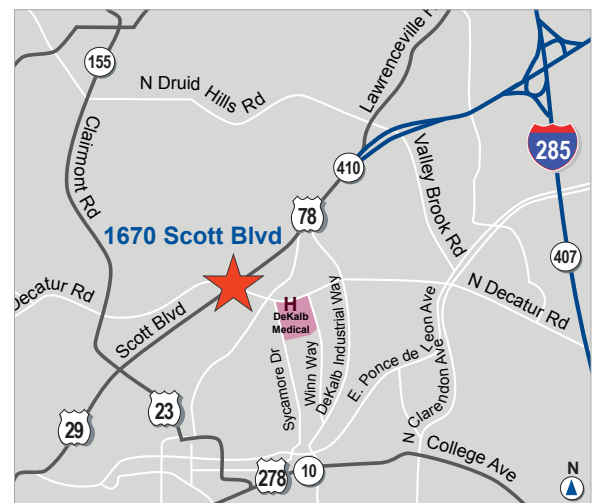 155
N Druid Hills Rd
Lawrenceville H
Clairmont Rd
410
285
Valley Brook Rd
78
1670 Scott Blvd
407
Decatur Rd
N Decatur Rd
Scott Blvd
H
DeKalb
Medical
Sycamore Dr
Winn Way
DeKalb Industrial Way
E. Ponce de Leon Ave
N Clarendon Ave
29
23
278
10
College Ave
N